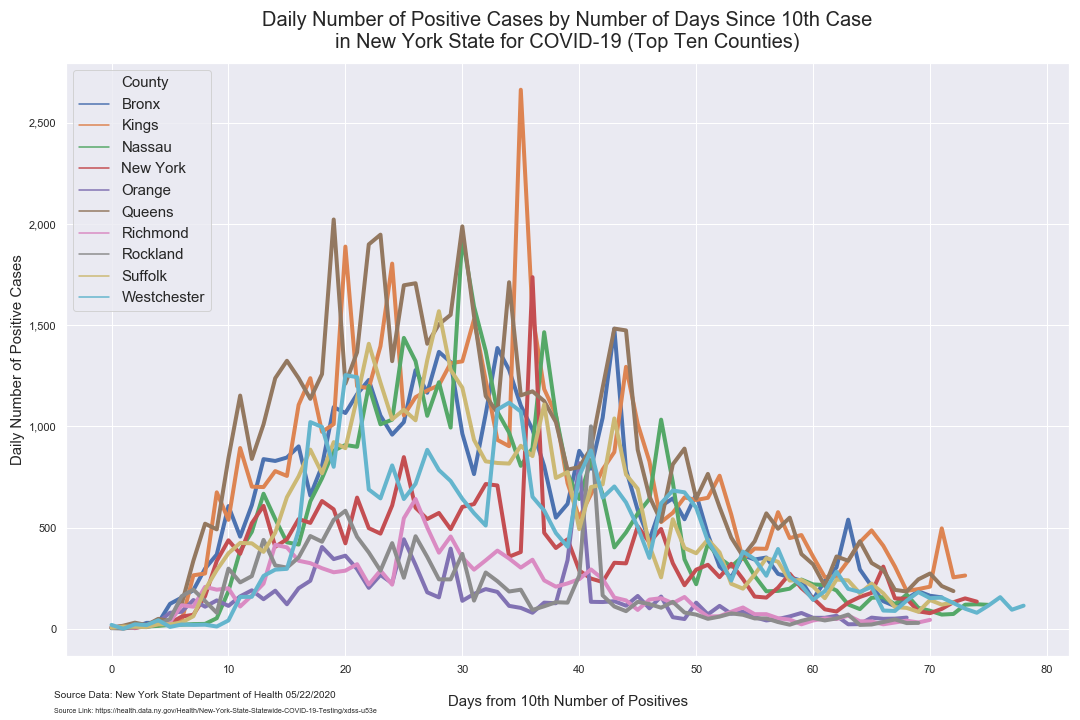 Daily Number of Positive Cases by Number of Days Since 10th Case
in New York State for COVID-19 (Top Ten Counties)
County
Bronx
Kings
Nassau
New York
Orange
Queens
Richmond
Rockland
Suffolk
Westchester
Daily Number of Positive Cases
2,500
2,000
1,500
1,000
500
0
0 10 20 30 40 50 60 70 80
Days from 10th Number of Positives
Source Data: New York State Department of Health 05/22/2020
Source Link: https://health.data.ny.gov/Health/New-York-State-Statewide-COVID-19-Testing/xdss-u53e